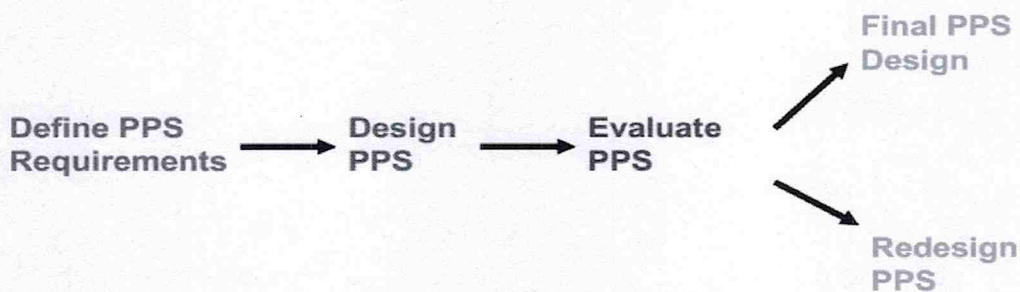 Define PPS
Requirements
Design
PPS
Evaluate
PPS
Final PPS
Design
Redesign
PPS